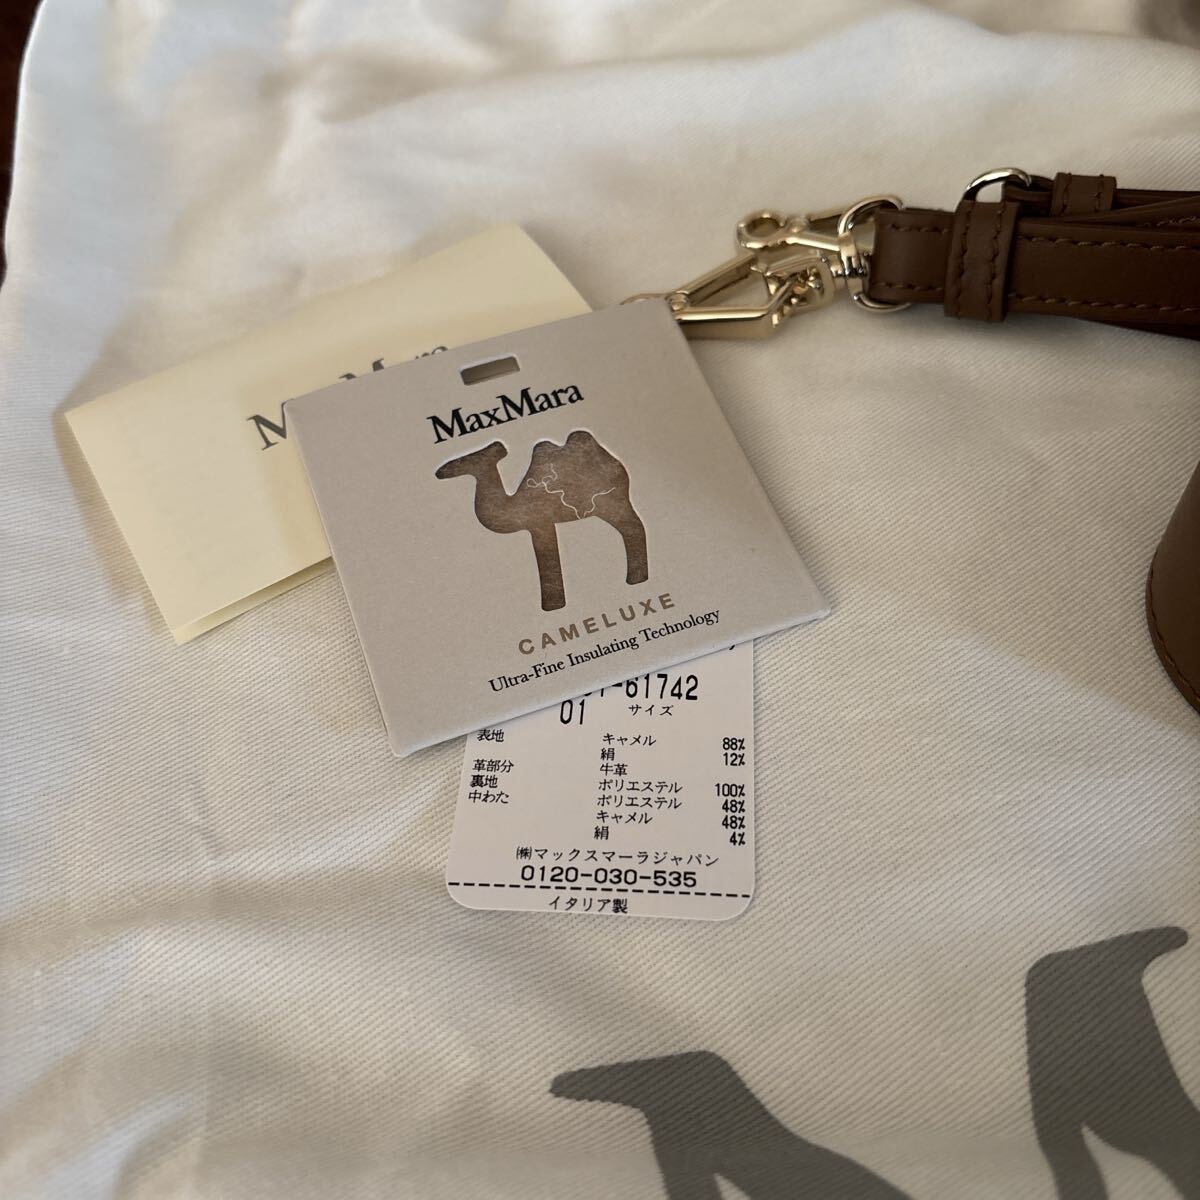 MaxMara
MaxMara
CAMELUXE
Ultra-Fine Insulating Technology
-61742
01 サイズ
表地 キャメル 88%
絹 12%
革部分 牛革
裏地 ポリエステル 100%
中わた ポリエステル 48%
キャメル 48%
絹 4%
㈱マックスマーラジャパン
0120-030-535
イタリア製